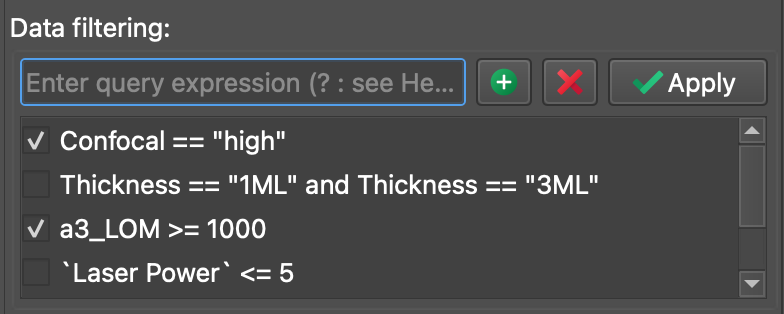 Data filtering:
Enter query expression (? : see He...
Apply
Confocal == "high"
Thickness == "1ML" and Thickness == "3ML"
a3_LOM >= 1000
`Laser Power` <= 5